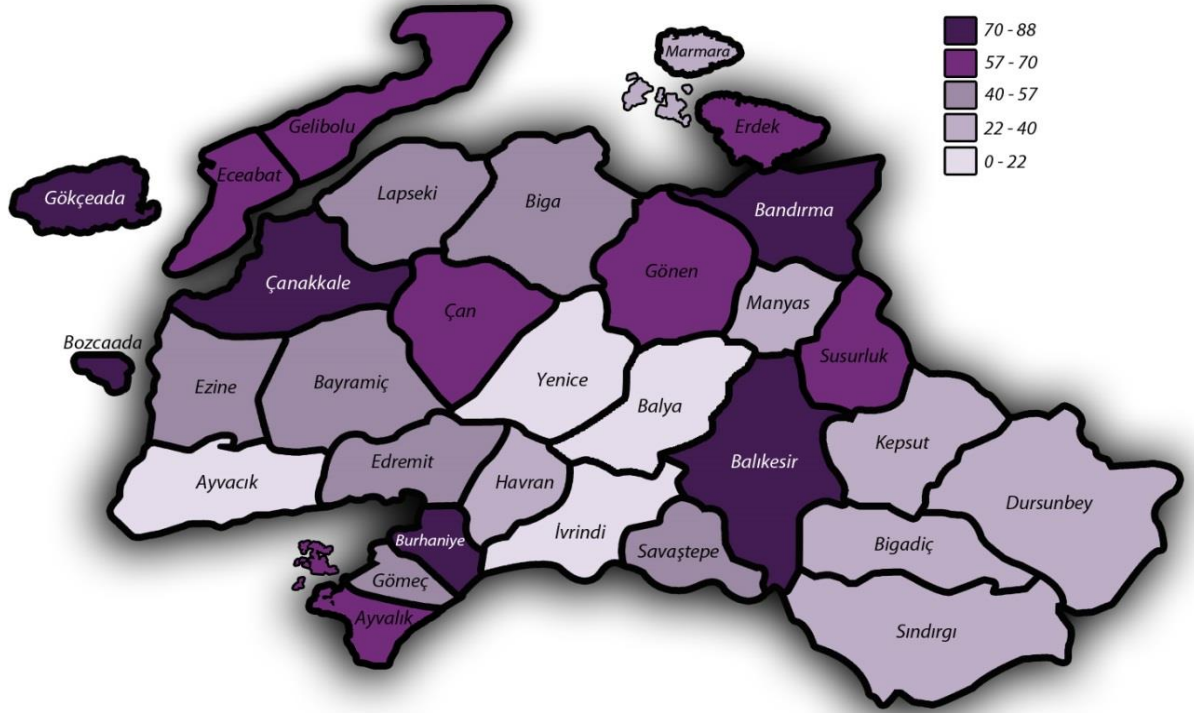 70 - 88
57 - 70
40 - 57
22 - 40
0 - 22
Marmara
Erdek
Gelibolu
Eceabat
Gökçeada
Lapseki
Biga
Bandırma
Çanakkale
Gönen
Manyas
Çan
Bozcaada
Susurluk
Ezine
Bayramiç
Yenice
Balya
Kepsut
Balıkesir
Edremit
Havran
Ayvacık
Dursunbey
İvrindi
Burhaniye
Savaştepe
Bigadiç
Gömeç
Ayvalık
Sındırgı